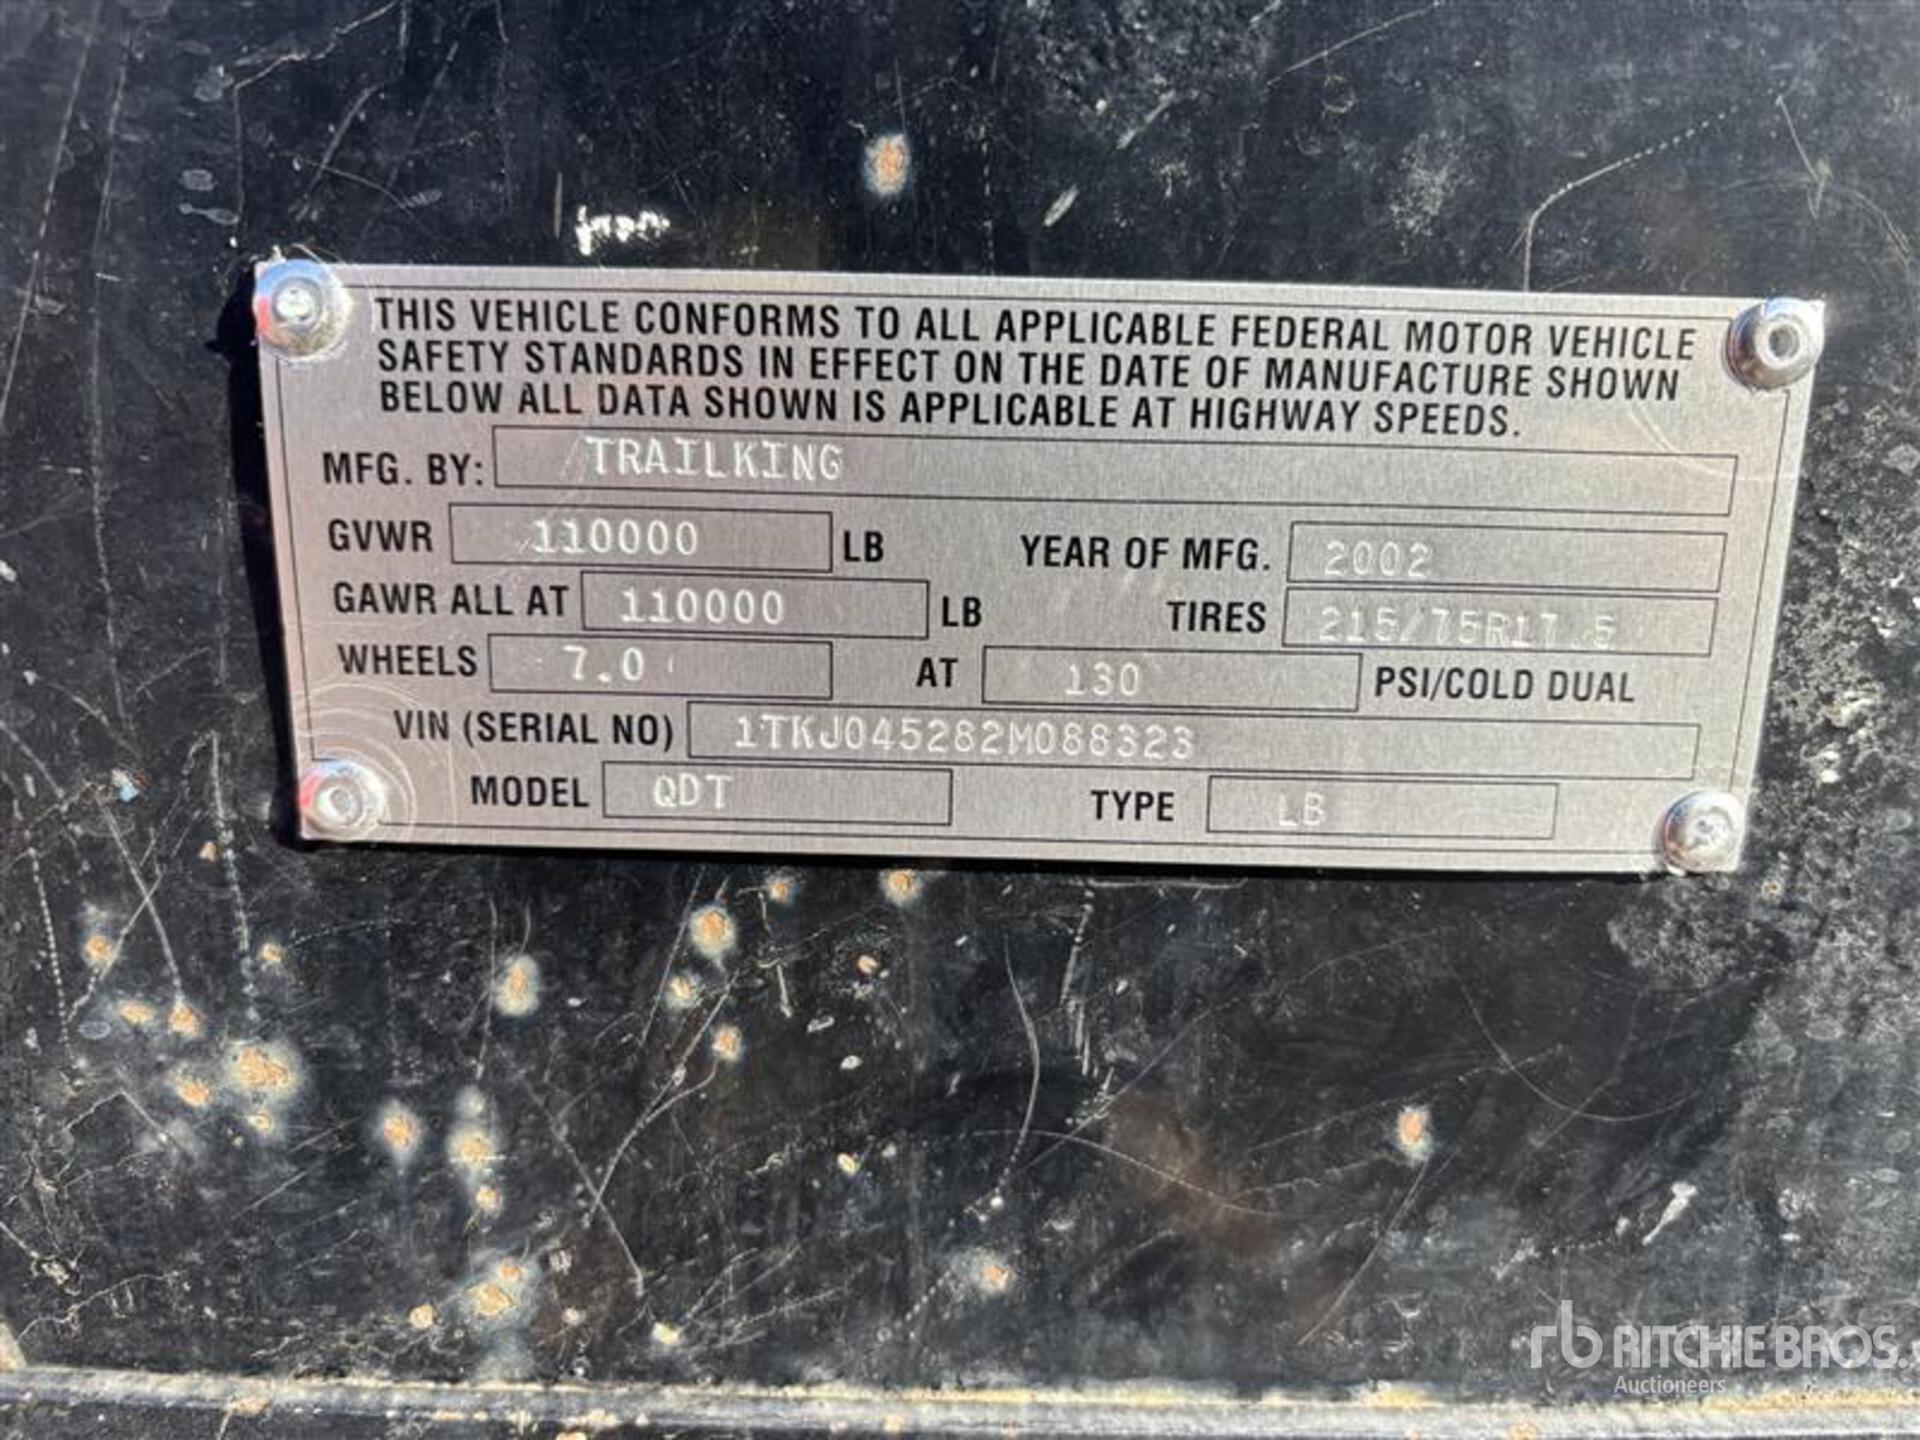 THIS VEHICLE CONFORMS TO ALL APPLICABLE FEDERAL MOTOR VEHICLE
SAFETY STANDARDS IN EFFECT ON THE DATE OF MANUFACTURE SHOWN
BELOW ALL DATA SHOWN IS APPLICABLE AT HIGHWAY SPEEDS.
MFG. BY: TRAILKING
GVWR 110000 LB YEAR OF MFG. 2002
GAWR ALL AT 110000 LB TIRES 215/75R17.5
WHEELS 7.0 AT 130 PSI/COLD DUAL
VIN (SERIAL NO) 1TKJ045282M088323
MODEL QDT TYPE LB
rb RITCHIE BROS.
Auctioneers